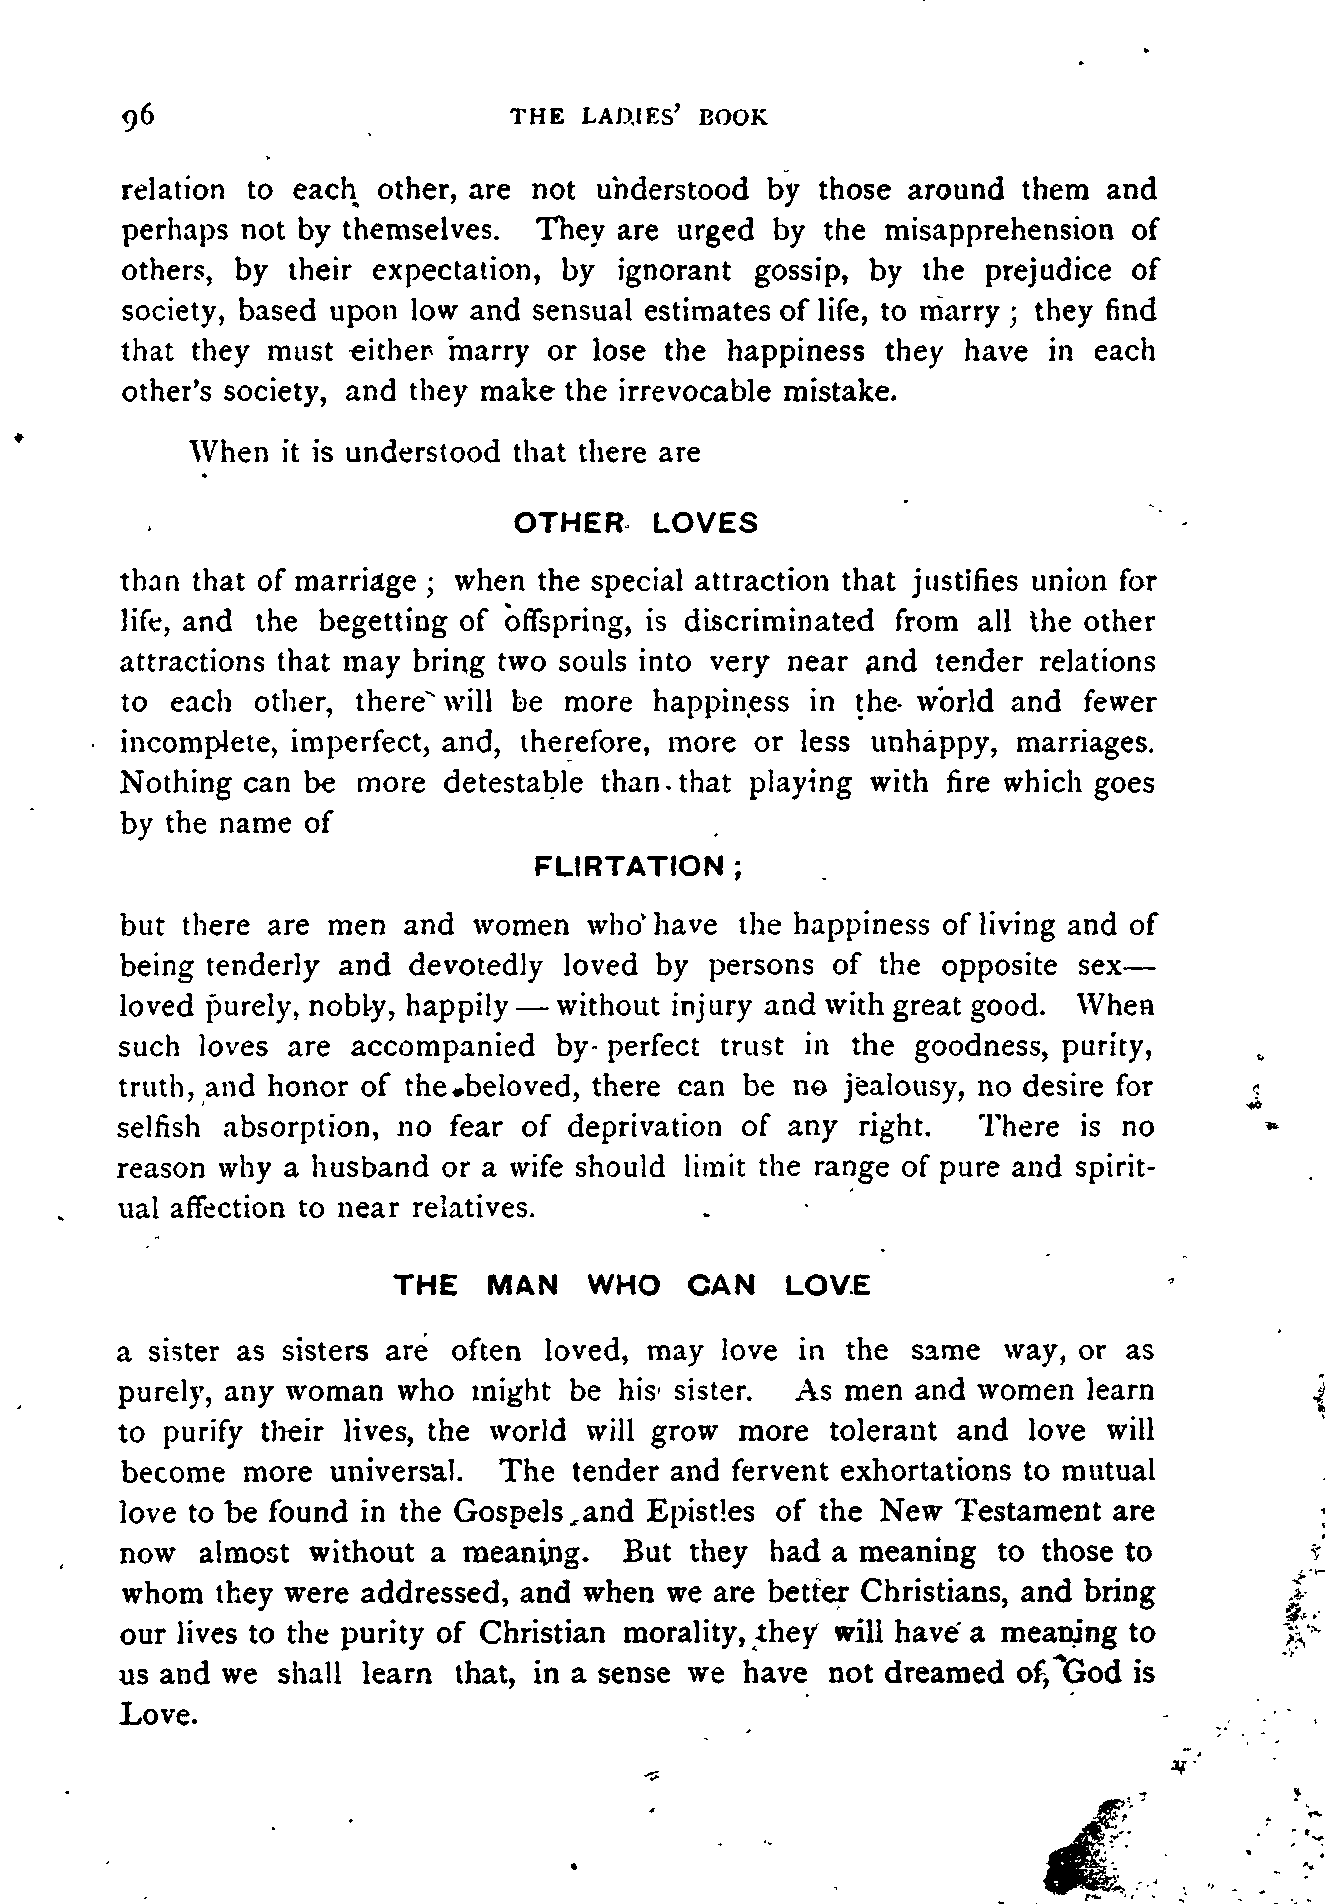 96 THE LADIES' BOOK
relation to each other, are not understood by those around them and
perhaps not by themselves. They are urged by the misapprehension of
others, by their expectation, by ignorant gossip, by the prejudice of
society, based upon low and sensual estimates of life, to marry ; they find
that they must either marry or lose the happiness they have in each
other's society, and they make the irrevocable mistake.
When it is understood that there are
OTHER LOVES
than that of marriage ; when the special attraction that justifies union for
life, and the begetting of offspring, is discriminated from all the other
attractions that may bring two souls into very near and tender relations
to each other, there will be more happiness in the world and fewer
incomplete, imperfect, and, therefore, more or less unhappy, marriages.
Nothing can be more detestable than that playing with fire which goes
by the name of
FLIRTATION ;
but there are men and women who have the happiness of living and of
being tenderly and devotedly loved by persons of the opposite sex—
loved purely, nobly, happily — without injury and with great good. When
such loves are accompanied by perfect trust in the goodness, purity,
truth, and honor of the beloved, there can be no jealousy, no desire for
selfish absorption, no fear of deprivation of any right. There is no
reason why a husband or a wife should limit the range of pure and spirit-
ual affection to near relatives.
THE MAN WHO CAN LOVE
a sister as sisters are often loved, may love in the same way, or as
purely, any woman who might be his sister. As men and women learn
to purify their lives, the world will grow more tolerant and love will
become more universal. The tender and fervent exhortations to mutual
love to be found in the Gospels and Epistles of the New Testament are
now almost without a meaning. But they had a meaning to those to
whom they were addressed, and when we are better Christians, and bring
our lives to the purity of Christian morality, they will have a meaning to
us and we shall learn that, in a sense we have not dreamed of, God is
Love.